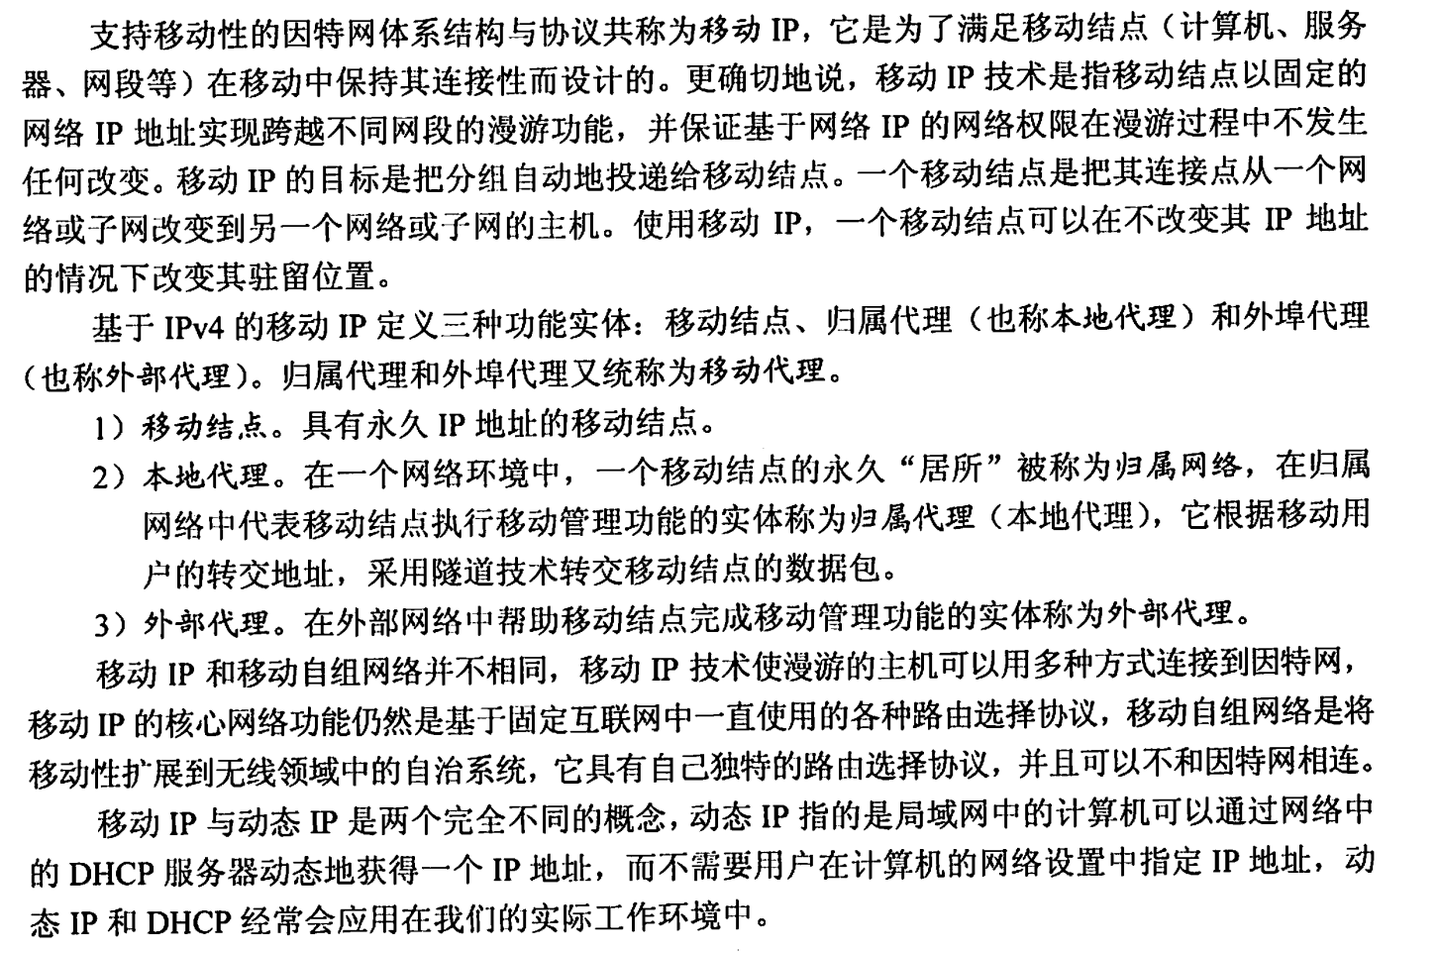 支持移动性的因特网体系结构与协议共称为移动 IP，它是为了满足移动结点（计算机、服务
器、网段等）在移动中保持其连接性而设计的。更确切地说，移动 IP 技术是指移动结点以固定的
网络 IP 地址实现跨越不同网段的漫游功能，并保证基于网络 IP 的网络权限在漫游过程中不发生
任何改变。移动 IP 的目标是把分组自动地投递给移动结点。一个移动结点是把其连接点从一个网
络或子网改变到另一个网络或子网的主机。使用移动 IP，一个移动结点可以在不改变其 IP 地址
的情况下改变其驻留位置。
基于 IPv4 的移动 IP 定义三种功能实体：移动结点、归属代理（也称本地代理）和外埠代理
（也称外部代理）。归属代理和外埠代理又统称为移动代理。
1）移动结点。具有永久 IP 地址的移动结点。
2）本地代理。在一个网络环境中，一个移动结点的永久“居所”被称为归属网络，在归属
网络中代表移动结点执行移动管理功能的实体称为归属代理（本地代理），它根据移动用
户的转交地址，采用隧道技术转交移动结点的数据包。
3）外部代理。在外部网络中帮助移动结点完成移动管理功能的实体称为外部代理。
移动 IP 和移动自组网络并不相同，移动 IP 技术使漫游的主机可以用多种方式连接到因特网，
移动 IP 的核心网络功能仍然是基于固定互联网中一直使用的各种路由选择协议，移动自组网络是将
移动性扩展到无线领域中的自治系统，它具有自己独特的路由选择协议，并且可以不和因特网相连。
移动 IP 与动态 IP 是两个完全不同的概念，动态 IP 指的是局域网中的计算机可以通过网络中
的 DHCP 服务器动态地获得一个 IP 地址，而不需要用户在计算机的网络设置中指定 IP 地址，动
态 IP 和 DHCP 经常会应用在我们的实际工作环境中。